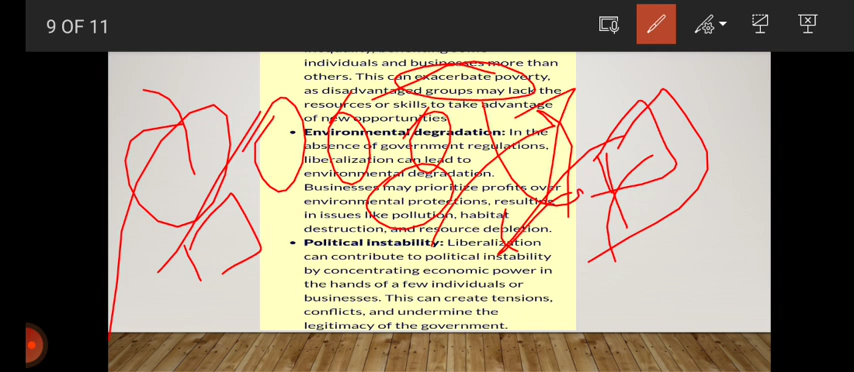 9 OF 11
individuals and businesses more than
others. This can exacerbate poverty,
as disadvantaged groups may lack the
resources or skills to take advantage
of new opportunities.
• Environmental degradation: In the
absence of government regulations,
liberalization can lead to
environmental degradation.
Businesses may prioritize profits over
environmental protections, resulting
in issues like pollution, habitat
destruction, and resource depletion.
• Political instability: Liberalization
can contribute to political instability
by concentrating economic power in
the hands of a few individuals or
businesses. This can create tensions,
conflicts, and undermine the
legitimacy of the government.